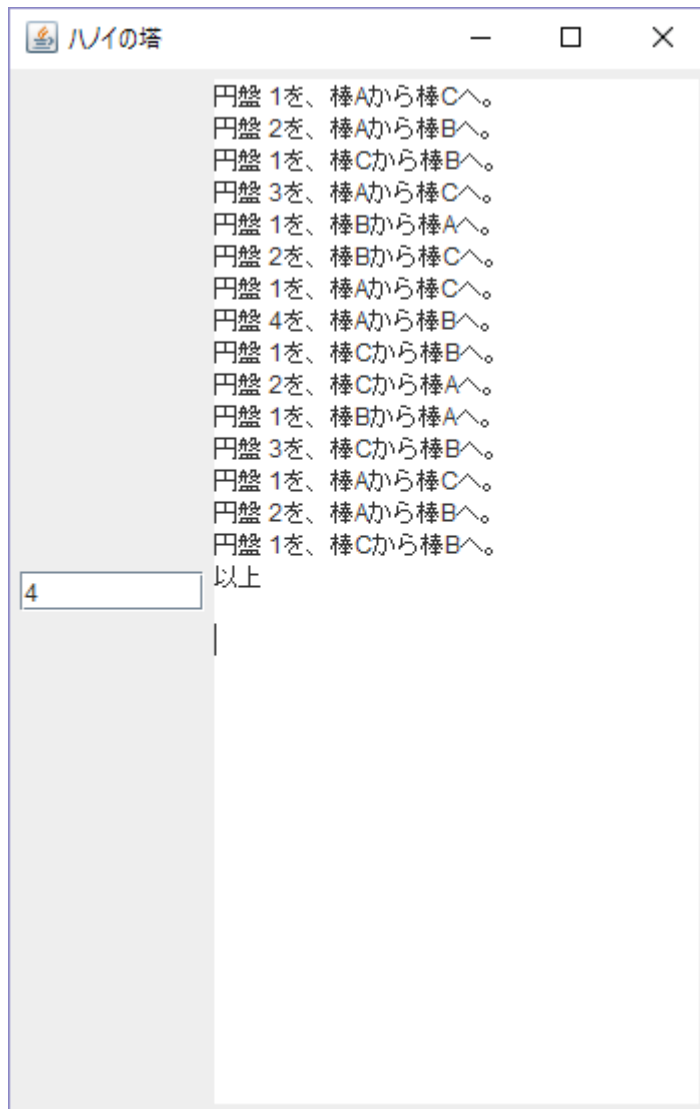 ハノイの塔
円盤 1を、棒Aから棒Cへ。
円盤 2を、棒Aから棒Bへ。
円盤 1を、棒Cから棒Bへ。
円盤 3を、棒Aから棒Cへ。
円盤 1を、棒Bから棒Aへ。
円盤 2を、棒Bから棒Cへ。
円盤 1を、棒Aから棒Cへ。
円盤 4を、棒Aから棒Bへ。
円盤 1を、棒Cから棒Bへ。
円盤 2を、棒Cから棒Aへ。
円盤 1を、棒Bから棒Aへ。
円盤 3を、棒Cから棒Bへ。
円盤 1を、棒Aから棒Cへ。
円盤 2を、棒Aから棒Bへ。
円盤 1を、棒Cから棒Bへ。
以上
4